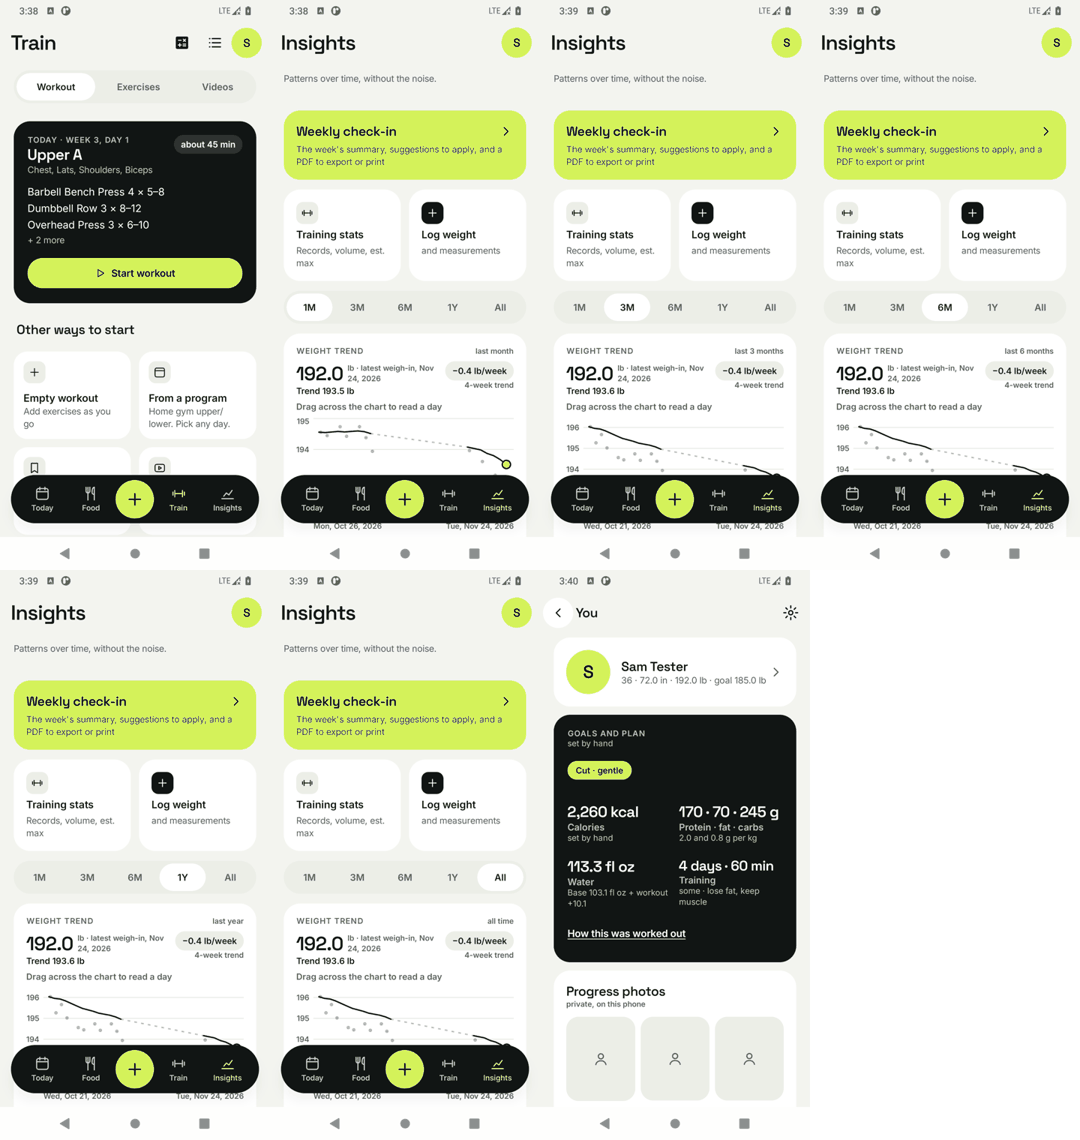 3:38
LTE
Train
S
Workout
Exercises
Videos
TODAY · WEEK 3, DAY 1
about 45 min
Upper A
Chest, Lats, Shoulders, Biceps
Barbell Bench Press 4 × 5–8
Dumbbell Row 3 × 8–12
Overhead Press 3 × 6–10
+ 2 more
Start workout
Other ways to start
Empty workout
Add exercises as you
go
From a program
Home gym upper/
lower. Pick any day.
Today
Food
Train
Insights
3:38
LTE
Insights
S
Patterns over time, without the noise.
Weekly check-in
The week's summary, suggestions to apply, and a
PDF to export or print
Training stats
Records, volume, est.
max
Log weight
and measurements
1M
3M
6M
1Y
All
WEIGHT TREND
last month
192.0 lb · latest weigh-in, Nov
24, 2026
−0.4 lb/week
4-week trend
Trend 193.5 lb
Drag across the chart to read a day
195
194
Today
Food
Train
Insights
Mon, Oct 26, 2026
Tue, Nov 24, 2026
3:39
LTE
Insights
S
Patterns over time, without the noise.
Weekly check-in
The week's summary, suggestions to apply, and a
PDF to export or print
Training stats
Records, volume, est.
max
Log weight
and measurements
1M
3M
6M
1Y
All
WEIGHT TREND
last 3 months
192.0 lb · latest weigh-in, Nov
24, 2026
−0.4 lb/week
4-week trend
Trend 193.6 lb
Drag across the chart to read a day
196
195
194
Today
Food
Train
Insights
Wed, Oct 21, 2026
Tue, Nov 24, 2026
3:39
LTE
Insights
S
Patterns over time, without the noise.
Weekly check-in
The week's summary, suggestions to apply, and a
PDF to export or print
Training stats
Records, volume, est.
max
Log weight
and measurements
1M
3M
6M
1Y
All
WEIGHT TREND
last 6 months
192.0 lb · latest weigh-in, Nov
24, 2026
−0.4 lb/week
4-week trend
Trend 193.6 lb
Drag across the chart to read a day
196
195
194
Today
Food
Train
Insights
Wed, Oct 21, 2026
Tue, Nov 24, 2026
3:39
LTE
Insights
S
Patterns over time, without the noise.
Weekly check-in
The week's summary, suggestions to apply, and a
PDF to export or print
Training stats
Records, volume, est.
max
Log weight
and measurements
1M
3M
6M
1Y
All
WEIGHT TREND
last year
192.0 lb · latest weigh-in, Nov
24, 2026
−0.4 lb/week
4-week trend
Trend 193.6 lb
Drag across the chart to read a day
196
195
194
Today
Food
Train
Insights
Wed, Oct 21, 2026
Tue, Nov 24, 2026
3:39
LTE
Insights
S
Patterns over time, without the noise.
Weekly check-in
The week's summary, suggestions to apply, and a
PDF to export or print
Training stats
Records, volume, est.
max
Log weight
and measurements
1M
3M
6M
1Y
All
WEIGHT TREND
all time
192.0 lb · latest weigh-in, Nov
24, 2026
−0.4 lb/week
4-week trend
Trend 193.6 lb
Drag across the chart to read a day
196
195
194
Today
Food
Train
Insights
Wed, Oct 21, 2026
Tue, Nov 24, 2026
3:40
LTE
You
S
Sam Tester
36 · 72.0 in · 192.0 lb · goal 185.0 lb
GOALS AND PLAN
set by hand
Cut · gentle
2,260 kcal
Calories
set by hand
170 · 70 · 245 g
Protein · fat · carbs
2.0 and 0.8 g per kg
113.3 fl oz
Water
Base 103.1 fl oz + workout
+10.1
4 days · 60 min
Training
some · lose fat, keep
muscle
How this was worked out
Progress photos
private, on this phone